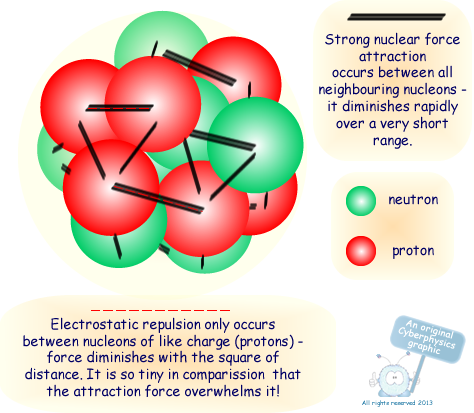 Strong nuclear force
attraction
occurs between all
neighbouring nucleons -
it diminishes rapidly
over a very short
range.
neutron
proton
Electrostatic repulsion only occurs
between nucleons of like charge (protons) -
force diminishes with the square of
distance. It is so tiny in comparission that
the attraction force overwhelms it!
An original
Cyberphysics
graphic
All rights reserved 2013